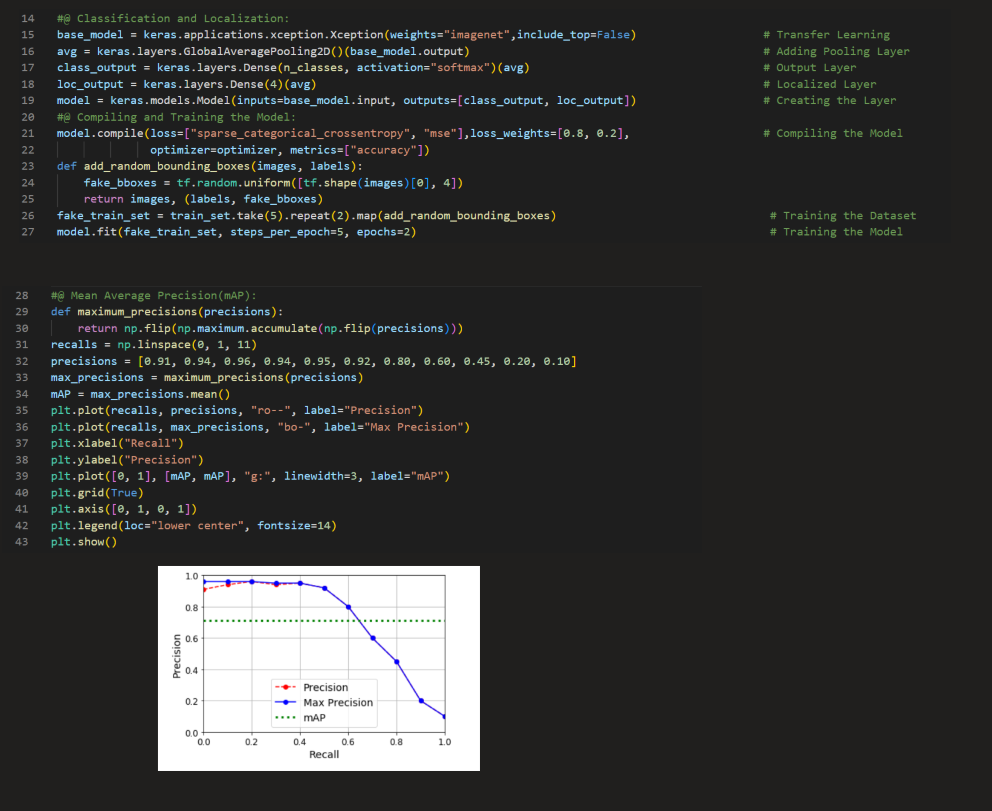 14 #@ Classification and Localization:
15 base_model = keras.applications.xception.Xception(weights="imagenet",include_top=False) # Transfer Learning
16 avg = keras.layers.GlobalAveragePooling2D()(base_model.output) # Adding Pooling Layer
17 class_output = keras.layers.Dense(n_classes, activation="softmax")(avg) # Output Layer
18 loc_output = keras.layers.Dense(4)(avg) # Localized Layer
19 model = keras.models.Model(inputs=base_model.input, outputs=[class_output, loc_output]) # Creating the Layer
20 #@ Compiling and Training the Model:
21 model.compile(loss=["sparse_categorical_crossentropy", "mse"],loss_weights=[0.8, 0.2], # Compiling the Model
22 optimizer=optimizer, metrics=["accuracy"])
23 def add_random_bounding_boxes(images, labels):
24 fake_bboxes = tf.random.uniform([tf.shape(images)[0], 4])
25 return images, (labels, fake_bboxes)
26 fake_train_set = train_set.take(5).repeat(2).map(add_random_bounding_boxes) # Training the Dataset
27 model.fit(fake_train_set, steps_per_epoch=5, epochs=2) # Training the Model
28 #@ Mean Average Precision(mAP):
29 def maximum_precisions(precisions):
30 return np.flip(np.maximum.accumulate(np.flip(precisions)))
31 recalls = np.linspace(0, 1, 11)
32 precisions = [0.91, 0.94, 0.96, 0.94, 0.95, 0.92, 0.80, 0.60, 0.45, 0.20, 0.10]
33 max_precisions = maximum_precisions(precisions)
34 mAP = max_precisions.mean()
35 plt.plot(recalls, precisions, "ro--", label="Precision")
36 plt.plot(recalls, max_precisions, "bo-", label="Max Precision")
37 plt.xlabel("Recall")
38 plt.ylabel("Precision")
39 plt.plot([0, 1], [mAP, mAP], "g:", linewidth=3, label="mAP")
40 plt.grid(True)
41 plt.axis([0, 1, 0, 1])
42 plt.legend(loc="lower center", fontsize=14)
43 plt.show()
1.0
0.8
0.6
0.4
0.2
0.0
Precision
Precision
Max Precision
mAP
0.0 0.2 0.4 0.6 0.8 1.0
Recall